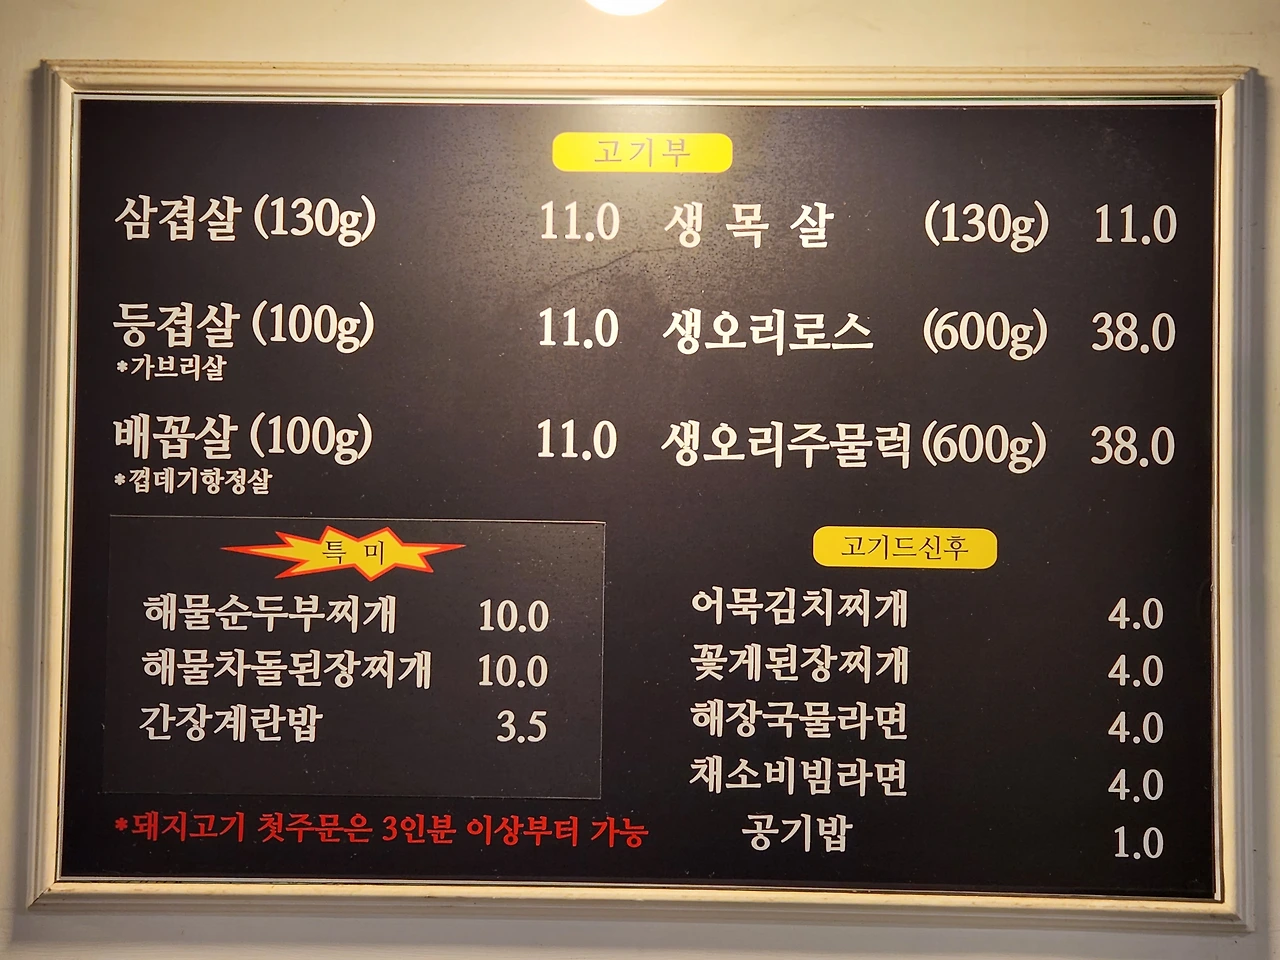 고기부
삼겹살 (130g) 11.0 생 목 살 (130g) 11.0
등겹살 (100g) 11.0 생오리로스 (600g) 38.0
*가브리살
배꼽살 (100g) 11.0 생오리주물럭 (600g) 38.0
*껍데기항정살
특 미
해물순두부찌개 10.0
해물차돌된장찌개 10.0
간장계란밥 3.5
*돼지고기 첫주문은 3인분 이상부터 가능
고기드신후
어묵김치찌개 4.0
꽃게된장찌개 4.0
해장국물라면 4.0
채소비빔라면 4.0
공기밥 1.0